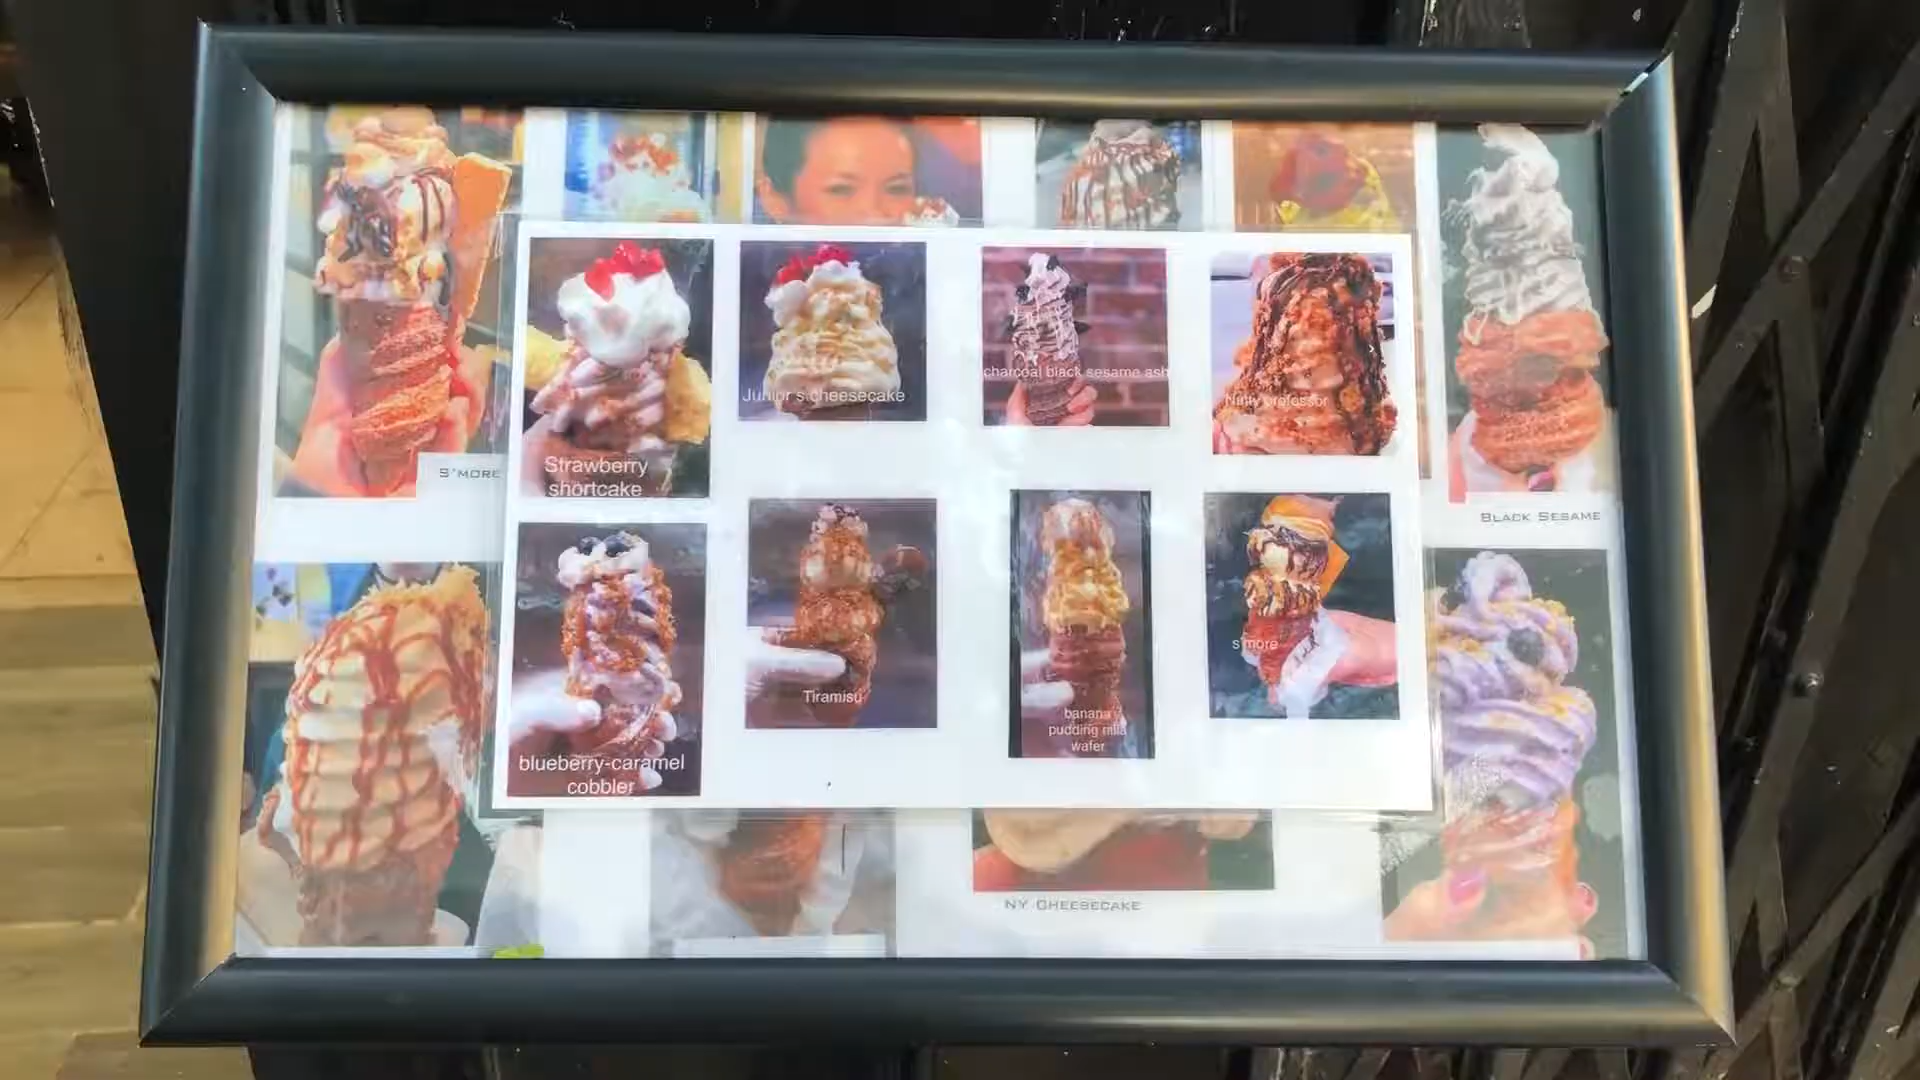 Junior's cheesecake
charcoal black sesame ash
Nutty professor
Strawberry
shortcake
S'MORE
BLACK SESAME
s'more
Tiramisu
banana
pudding nilla
wafer
blueberry-caramel
cobbler
NY CHEESECAKE